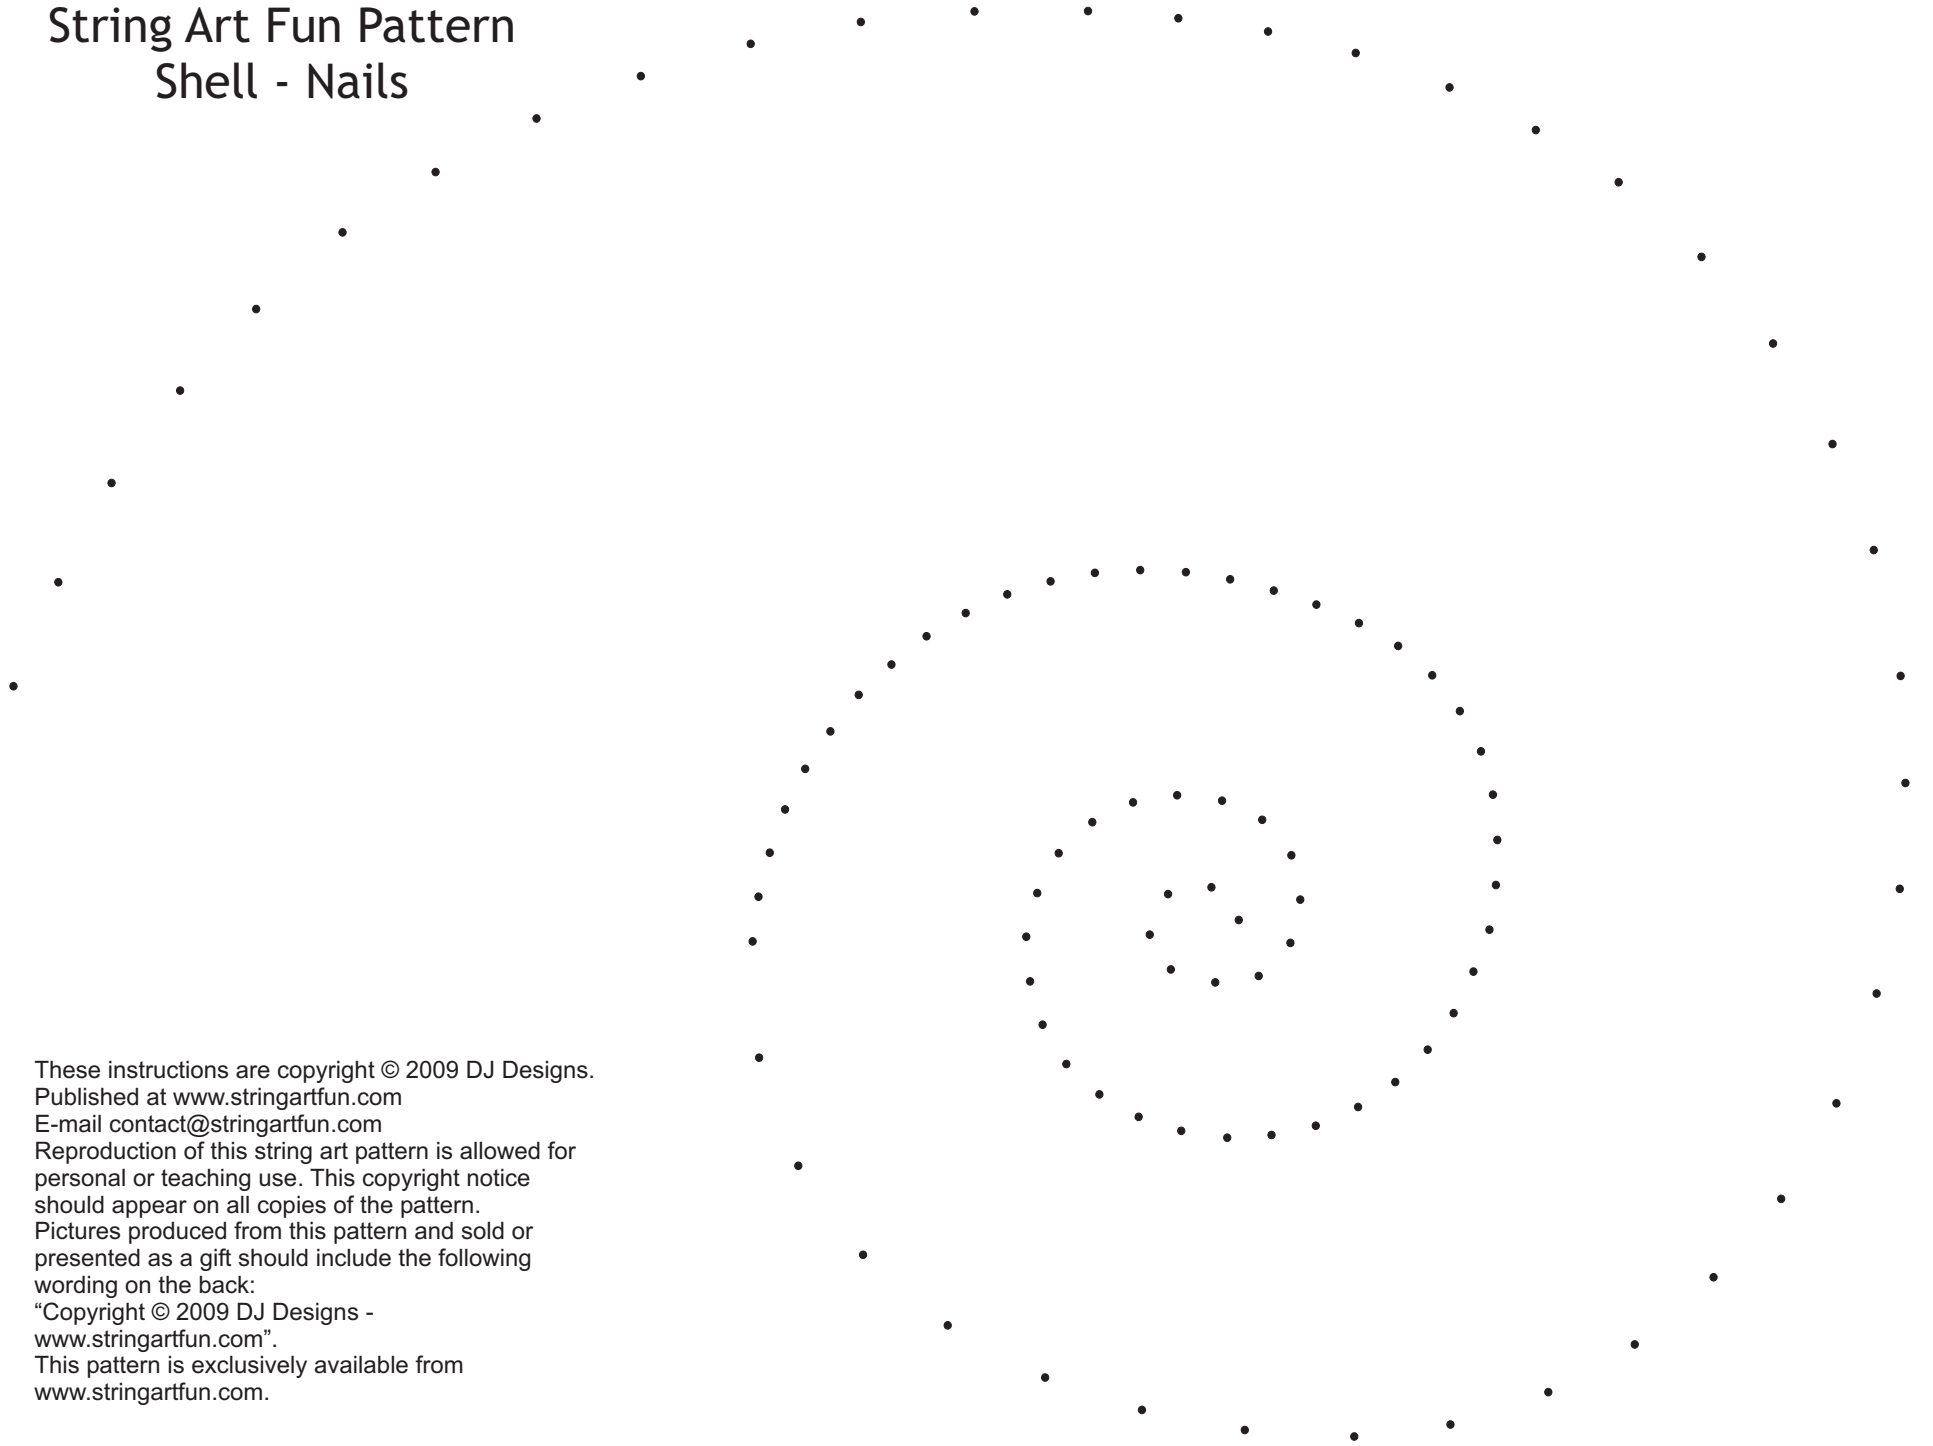 String Art Fun Pattern
Shell - Nails
These instructions are copyright © 2009 DJ Designs.
Published at www.stringartfun.com
E-mail contact@stringartfun.com
Reproduction of this string art pattern is allowed for
personal or teaching use. This copyright notice
should appear on all copies of the pattern.
Pictures produced from this pattern and sold or
presented as a gift should include the following
wording on the back:
“Copyright © 2009 DJ Designs -
www.stringartfun.com”.
This pattern is exclusively available from
www.stringartfun.com.